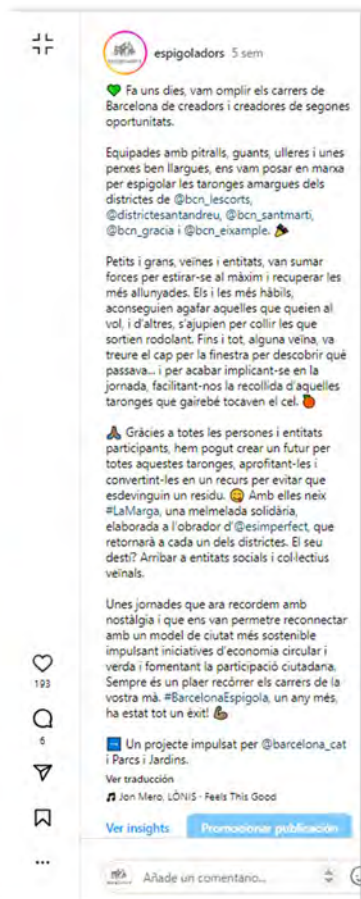 espigoladors 5 sem
💚 Fa uns dies, vam omplir els carrers de
Barcelona de creadors i creadores de segones
oportunitats.
Equipades amb pitralls, guants, ulleres i unes
perxes ben llargues, ens vam posar en marxa
per espigolar les taronges amargues dels
districtes de @bcn_lescorts,
@districtesantandreu, @bcn_santmarti,
@bcn_gracia i @bcn_eixample. 🎉
Petits i grans, veïnes i entitats, van sumar
forces per estirar-se al màxim i recuperar les
més allunyades. Els i les més hàbils,
aconseguien agafar aquelles que queien al
vol, i d'altres, s'ajupien per collir les que
sortien rodolant. Fins i tot, alguna veïna, va
treure el cap per la finestra per descobrir què
passava... i per acabar implicant-se en la
jornada, facilitant-nos la recollida d'aquelles
taronges que gairebé tocaven el cel. 🍊
🙏🏽 Gràcies a totes les persones i entitats
participants, hem pogut crear un futur per
totes aquestes taronges, aprofitant-les i
convertint-les en un recurs per evitar que
esdevinguin un residu. 😋 Amb elles neix
#LaMarga, una melmelada solidària,
elaborada a l'obrador d'@esimperfect, que
retornarà a cada un dels districtes. El seu
destí? Arribar a entitats socials i col·lectius
veïnals.
Unes jornades que ara recordem amb
nostàlgia i que ens van permetre reconnectar
amb un model de ciutat més sostenible
impulsant iniciatives d'economia circular i
verda i fomentant la participació ciutadana.
Sempre és un plaer recórrer els carrers de la
vostra mà. #BarcelonaEspigola, un any més,
ha estat tot un èxit! 💪🏽
➡️ Un projecte impulsat per @barcelona_cat
i Parcs i Jardins.
Ver traducción
♫ Jon Mero, LÒNIS · Feels This Good
193
6
Ver insights Promocionar publicación
Añade un comentario...